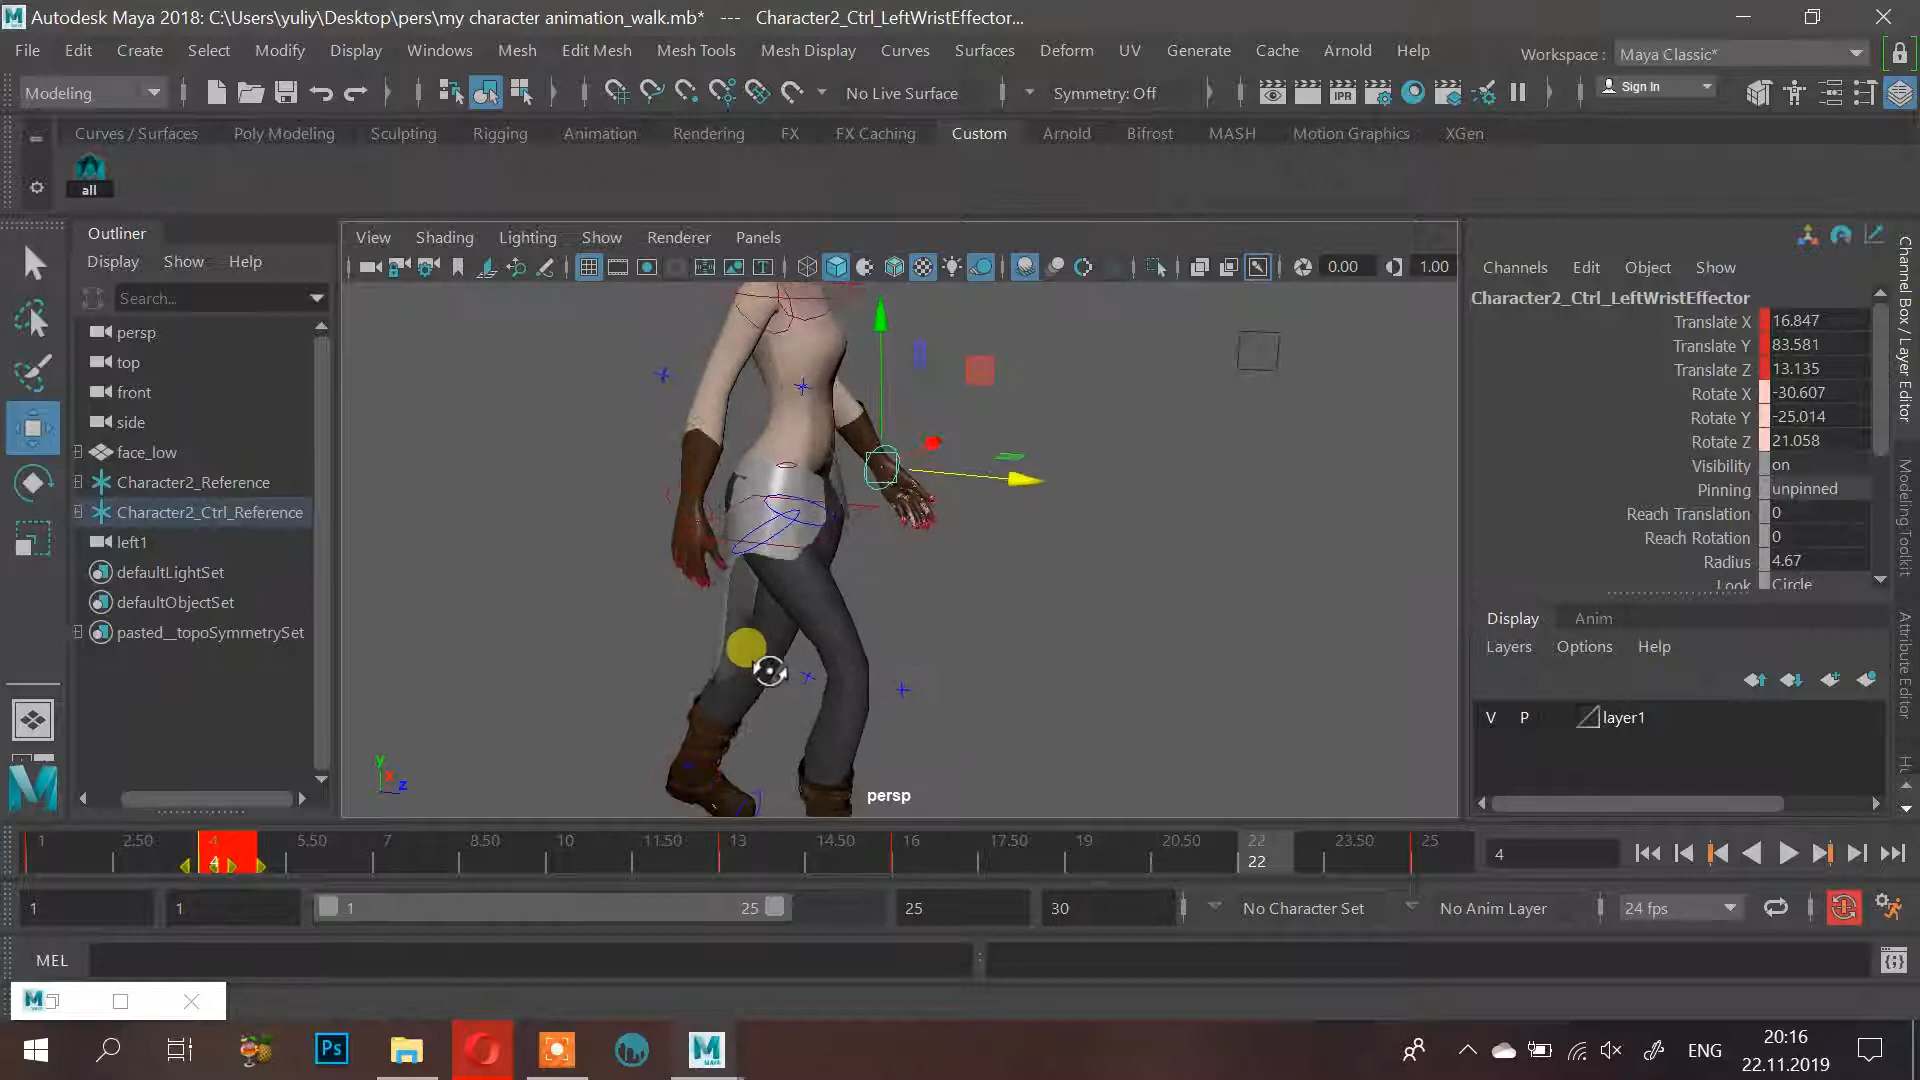 Autodesk Maya 2018: C:\Users\yuliy\Desktop\pers\my character animation_walk.mb*   ---   Character2_Ctrl_LeftWristEffector...
File Edit Create Select Modify Display Windows Mesh Edit Mesh Mesh Tools Mesh Display Curves Surfaces Deform UV Generate Cache Arnold Help
Workspace : Maya Classic*
Modeling No Live Surface Symmetry: Off IPR Sign In
Curves / Surfaces Poly Modeling Sculpting Rigging Animation Rendering FX FX Caching Custom Arnold Bifrost MASH Motion Graphics XGen
all
Outliner
Display Show Help
Search...
persp
top
front
side
face_low
Character2_Reference
Character2_Ctrl_Reference
left1
defaultLightSet
defaultObjectSet
pasted__topoSymmetrySet
View Shading Lighting Show Renderer Panels
0.00 1.00
y
x
z
persp
Channels Edit Object Show
Character2_Ctrl_LeftWristEffector
Translate X 16.847
Translate Y 83.581
Translate Z 13.135
Rotate X -30.607
Rotate Y -25.014
Rotate Z 21.058
Visibility on
Pinning unpinned
Reach Translation 0
Reach Rotation 0
Radius 4.67
Look Circle
Display Anim
Layers Options Help
V P layer1
Channel Box / Layer Editor
Modeling Toolkit
Attribute Editor
1 2.50 4 5.50 7 8.50 10 11.50 13 14.50 16 17.50 19 20.50 22 23.50 25
4 22 4
1 1 1 25 25 30 No Character Set No Anim Layer 24 fps
MEL
Ps
MAYA
ENG
20:16
22.11.2019